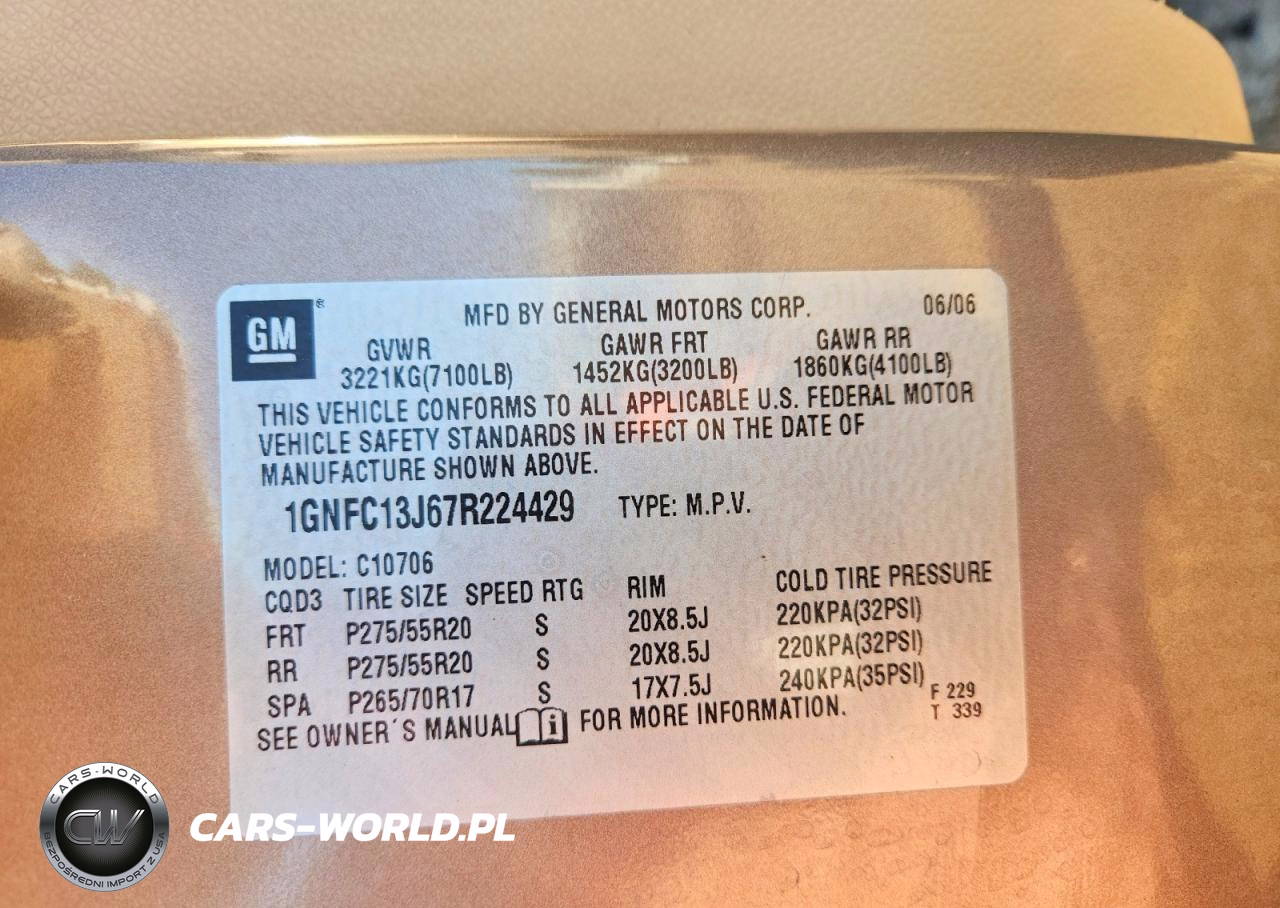 GM ®
MFD BY GENERAL MOTORS CORP. 06/06
GVWR GAWR FRT GAWR RR
3221KG(7100LB) 1452KG(3200LB) 1860KG(4100LB)
THIS VEHICLE CONFORMS TO ALL APPLICABLE U.S. FEDERAL MOTOR
VEHICLE SAFETY STANDARDS IN EFFECT ON THE DATE OF
MANUFACTURE SHOWN ABOVE.
1GNFC13J67R224429 TYPE: M.P.V.
MODEL: C10706
CQD3 TIRE SIZE SPEED RTG RIM COLD TIRE PRESSURE
FRT P275/55R20 S 20X8.5J 220KPA(32PSI)
RR P275/55R20 S 20X8.5J 220KPA(32PSI)
SPA P265/70R17 S 17X7.5J 240KPA(35PSI)
F 229
SEE OWNER´S MANUAL FOR MORE INFORMATION. T 339
CARS-WORLD
CW
BEZPOŚREDNI IMPORT Z USA
CARS-WORLD.PL